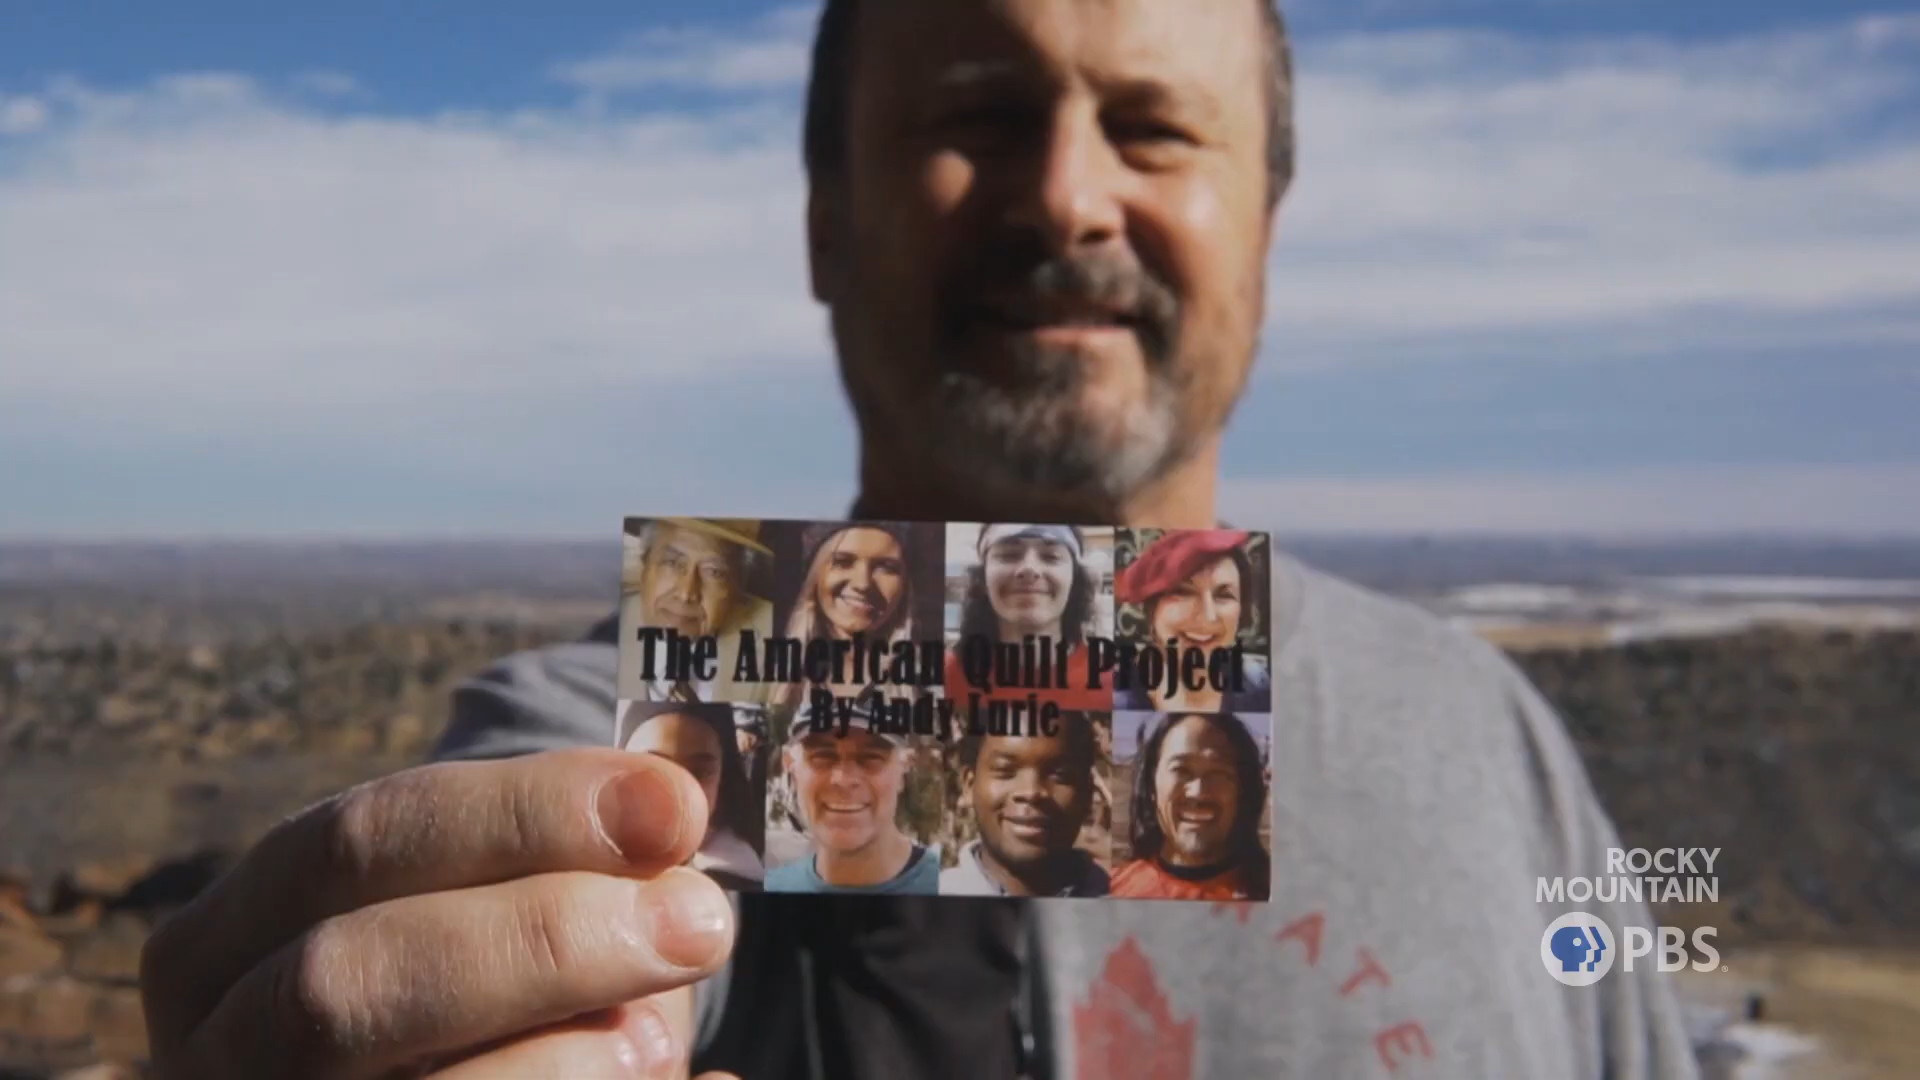 The American Quilt Project
By Andy Lurie
ROCKY
MOUNTAIN
PBS